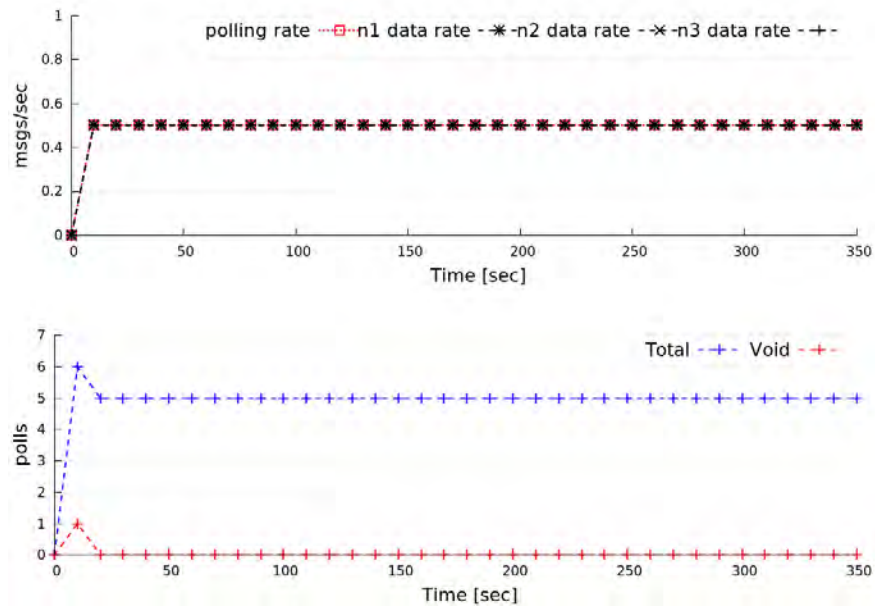 1
polling rate n1 data rate n2 data rate n3 data rate
0.8
0.6
0.4
0.2
0
msgs/sec
0 50 100 150 200 250 300 350
Time [sec]
7
Total Void
6
5
4
3
2
1
0
polls
0 50 100 150 200 250 300 350
Time [sec]